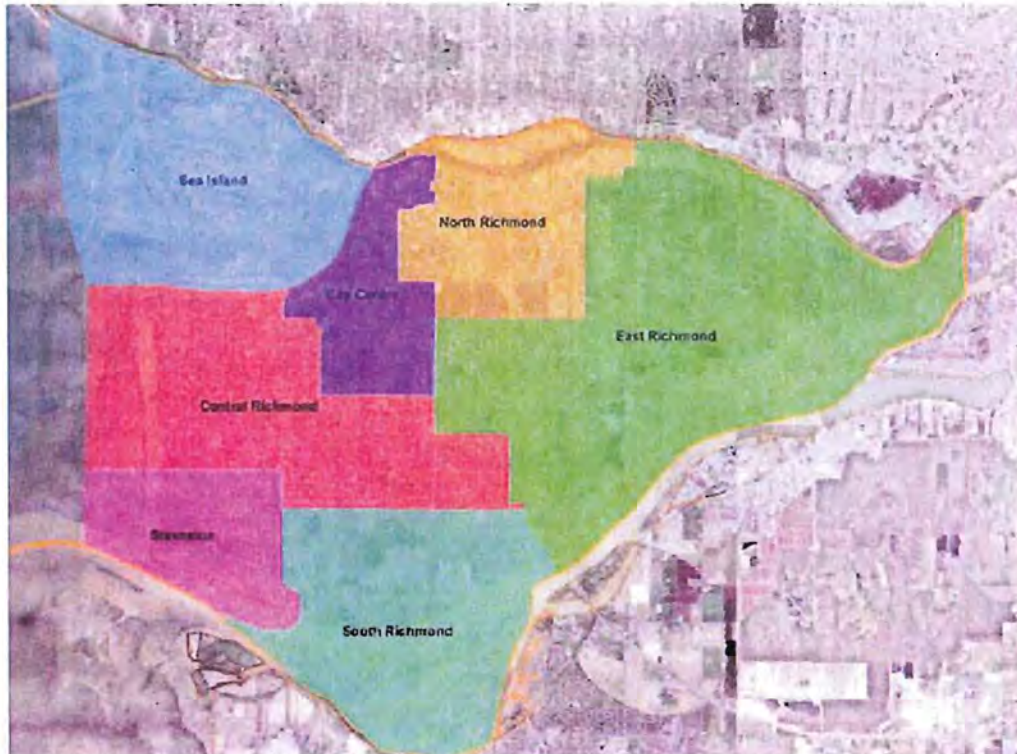 Sea Island
North Richmond
City Centre
East Richmond
Central Richmond
Steveston
South Richmond